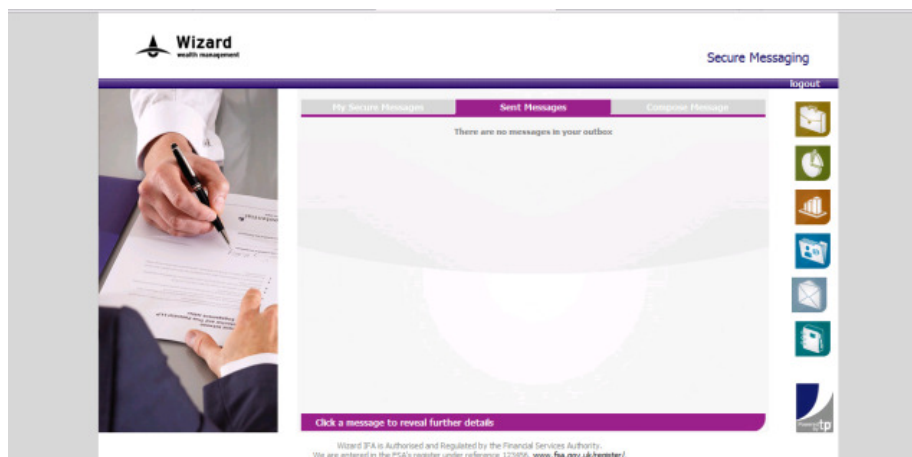 Wizard
wealth management
Secure Messaging
logout
My Secure Messages
Sent Messages
Compose Message
There are no messages in your outbox
Click a message to reveal further details
Powered by tp
Wizard IFA is Authorised and Regulated by the Financial Services Authority.
We are entered in the FSA's register under reference 123456. www.fsa.gov.uk/register/.